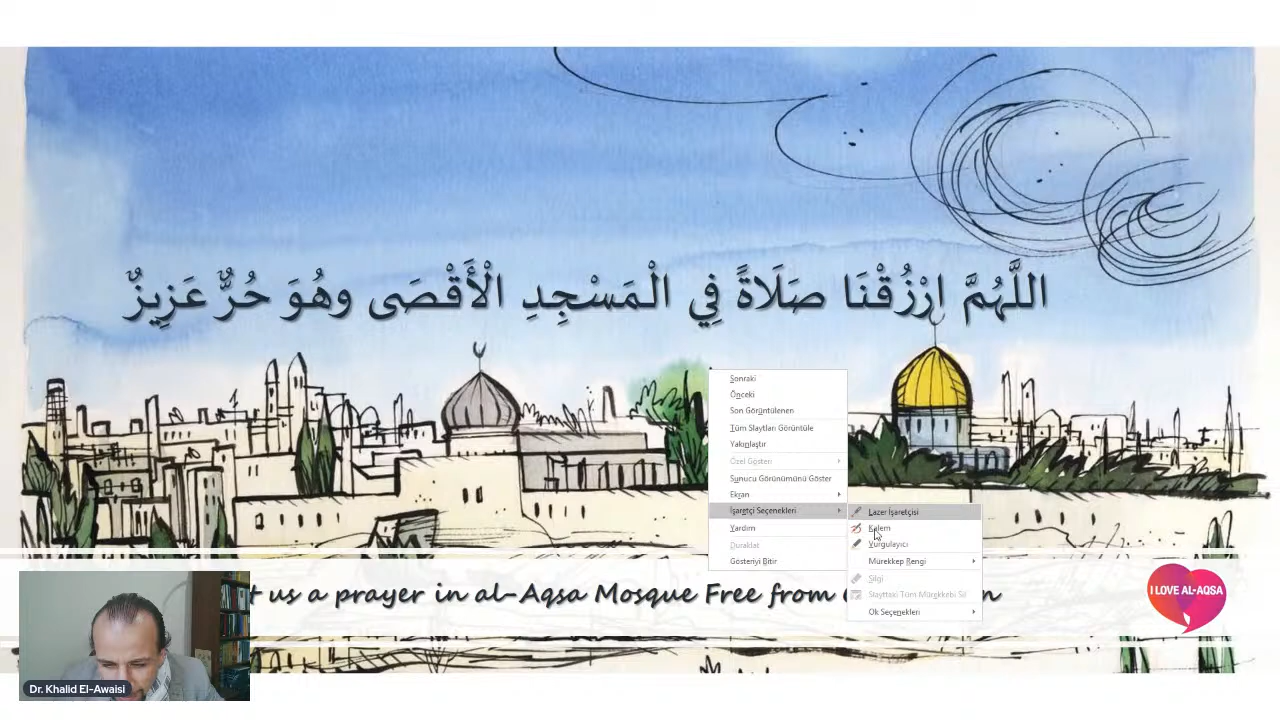 اللَّهُمَّ ارْزُقْنَا صَلَاةً فِي الْمَسْجِدِ الْأَقْصَى وهُوَ حُرٌّ عَزِيزٌ
Sonraki
Önceki
Son Görüntülenen
Tüm Slaytları Görüntüle
Yakınlaştır
Özel Gösteri
Sunucu Görünümünü Göster
Ekran
İşaretçi Seçenekleri
Yardım
Duraklat
Gösteriyi Bitir
Lazer İşaretçisi
Kalem
Vurgulayıcı
Mürekkep Rengi
Silgi
Slayttaki Tüm Mürekkebi Sil
Ok Seçenekleri
us a prayer in al-Aqsa Mosque Free from
I LOVE AL-AQSA
Dr. Khalid El-Awaisi